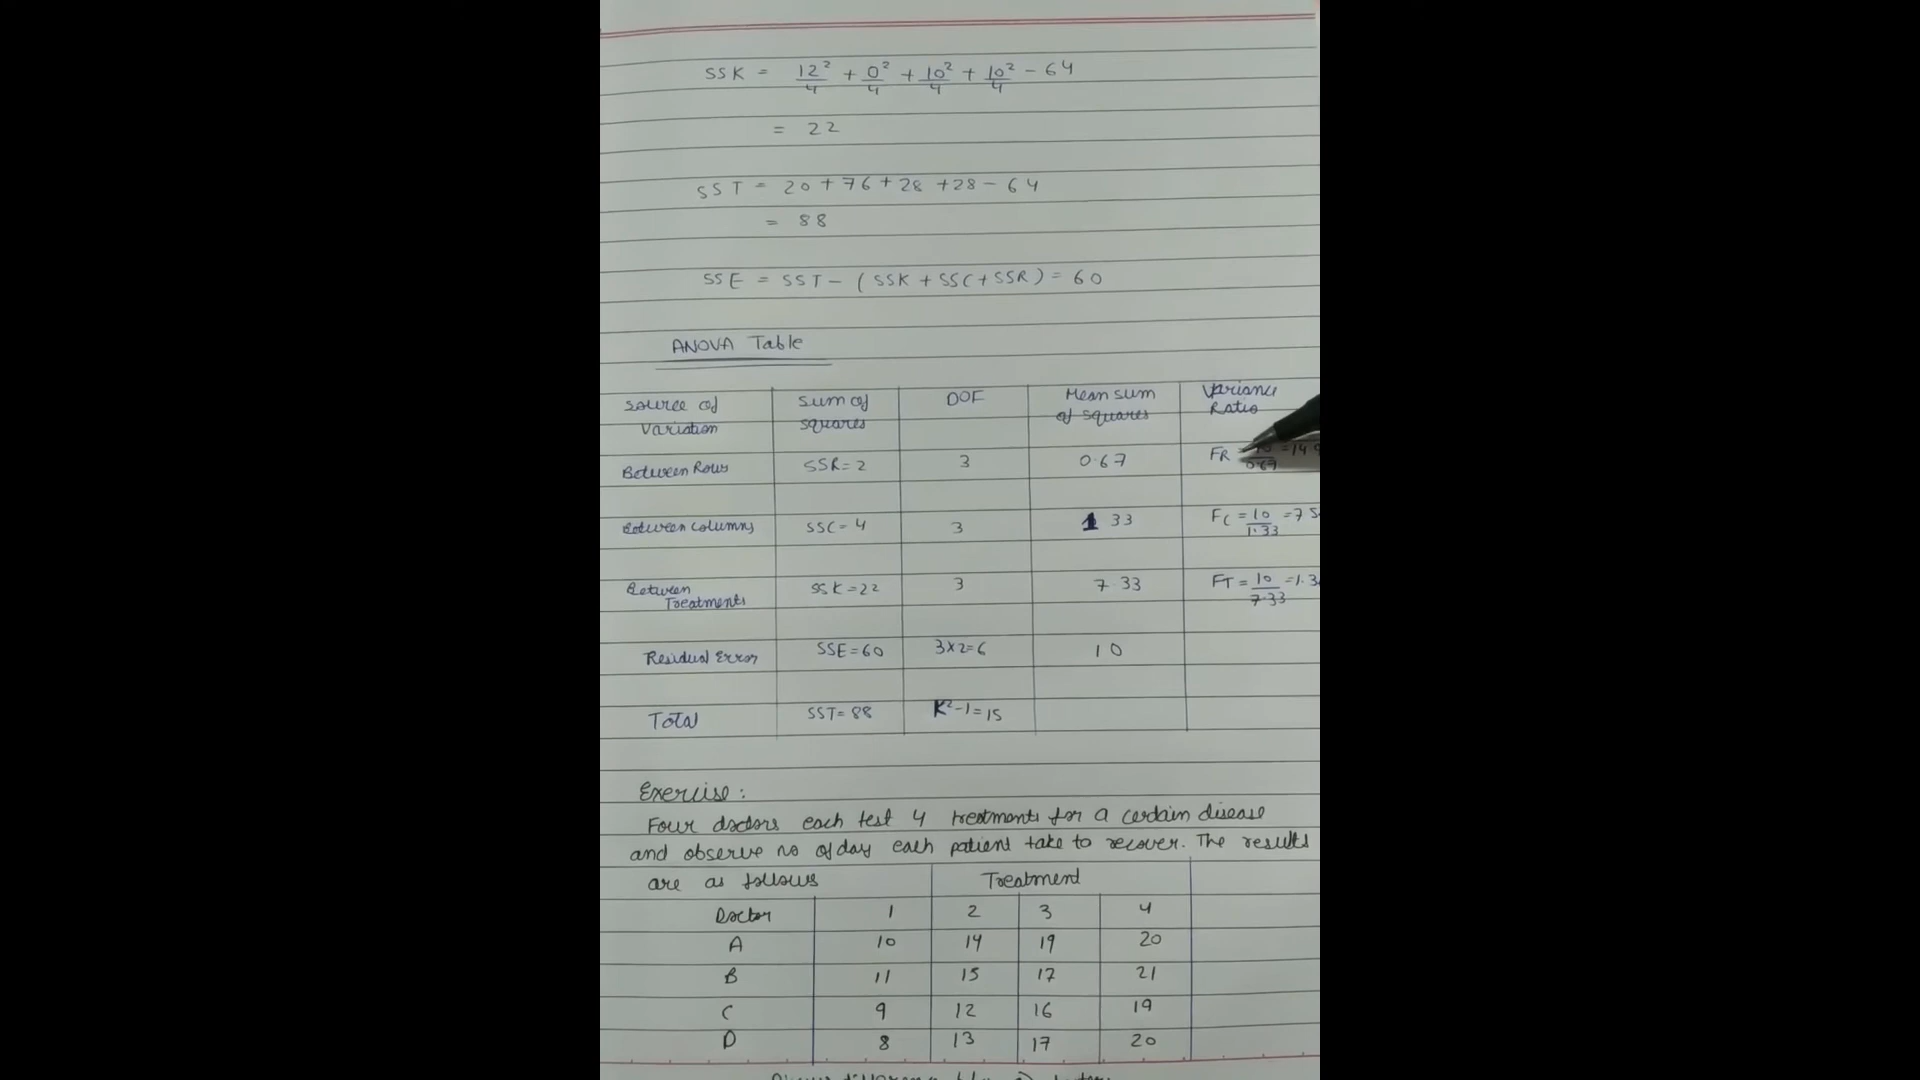 SSK = 12²/4 + 0²/4 + 10²/4 + 10²/4 - 64
= 22
SST = 20 + 76 + 28 + 28 - 64
= 88
SSE = SST - (SSK + SSC + SSR) = 60
ANOVA Table
Source of Variation Sum of squares DOF Mean sum of squares Variance Ratio
Between Rows SSR = 2 3 0.67 FR
Between columns SSC = 4 3 1 33 FC = 10/1.33 = 7.5
Between Treatments SSK = 22 3 7.33 FT = 10/7.33 = 1.3
Residual Error SSE = 60 3×2=6 10
Total SST = 88 K²-1 = 15
Exercise:
Four doctors each test 4 treatments for a certain disease
and observe no of day each patient take to recover. The results
are as follows Treatment
Doctor 1 2 3 4
A 10 14 19 20
B 11 15 17 21
C 9 12 16 19
D 8 13 17 20